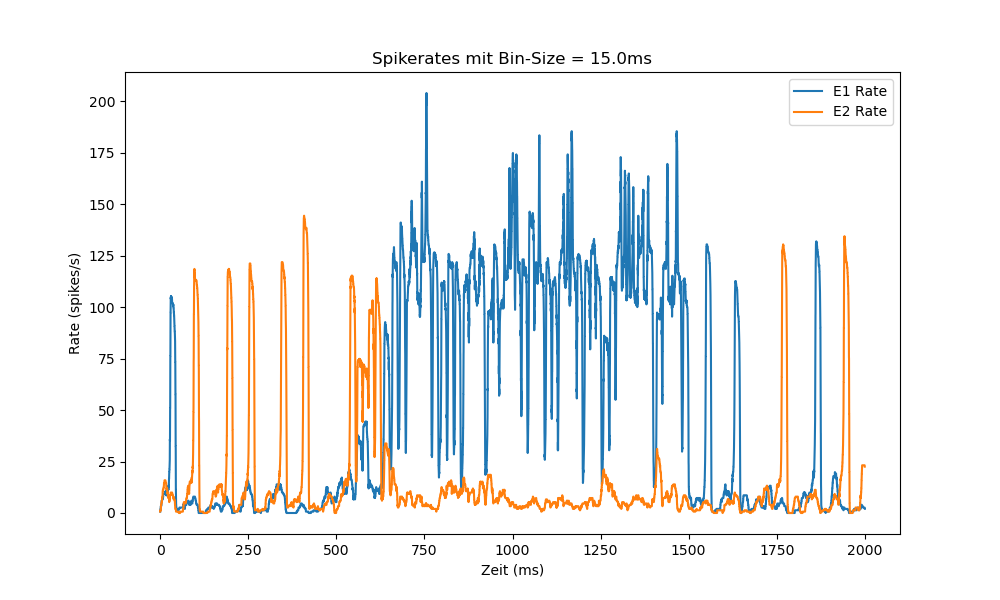 Spikerates mit Bin-Size = 15.0ms
E1 Rate
E2 Rate
Rate (spikes/s)
200
175
150
125
100
75
50
25
0
0 250 500 750 1000 1250 1500 1750 2000
Zeit (ms)